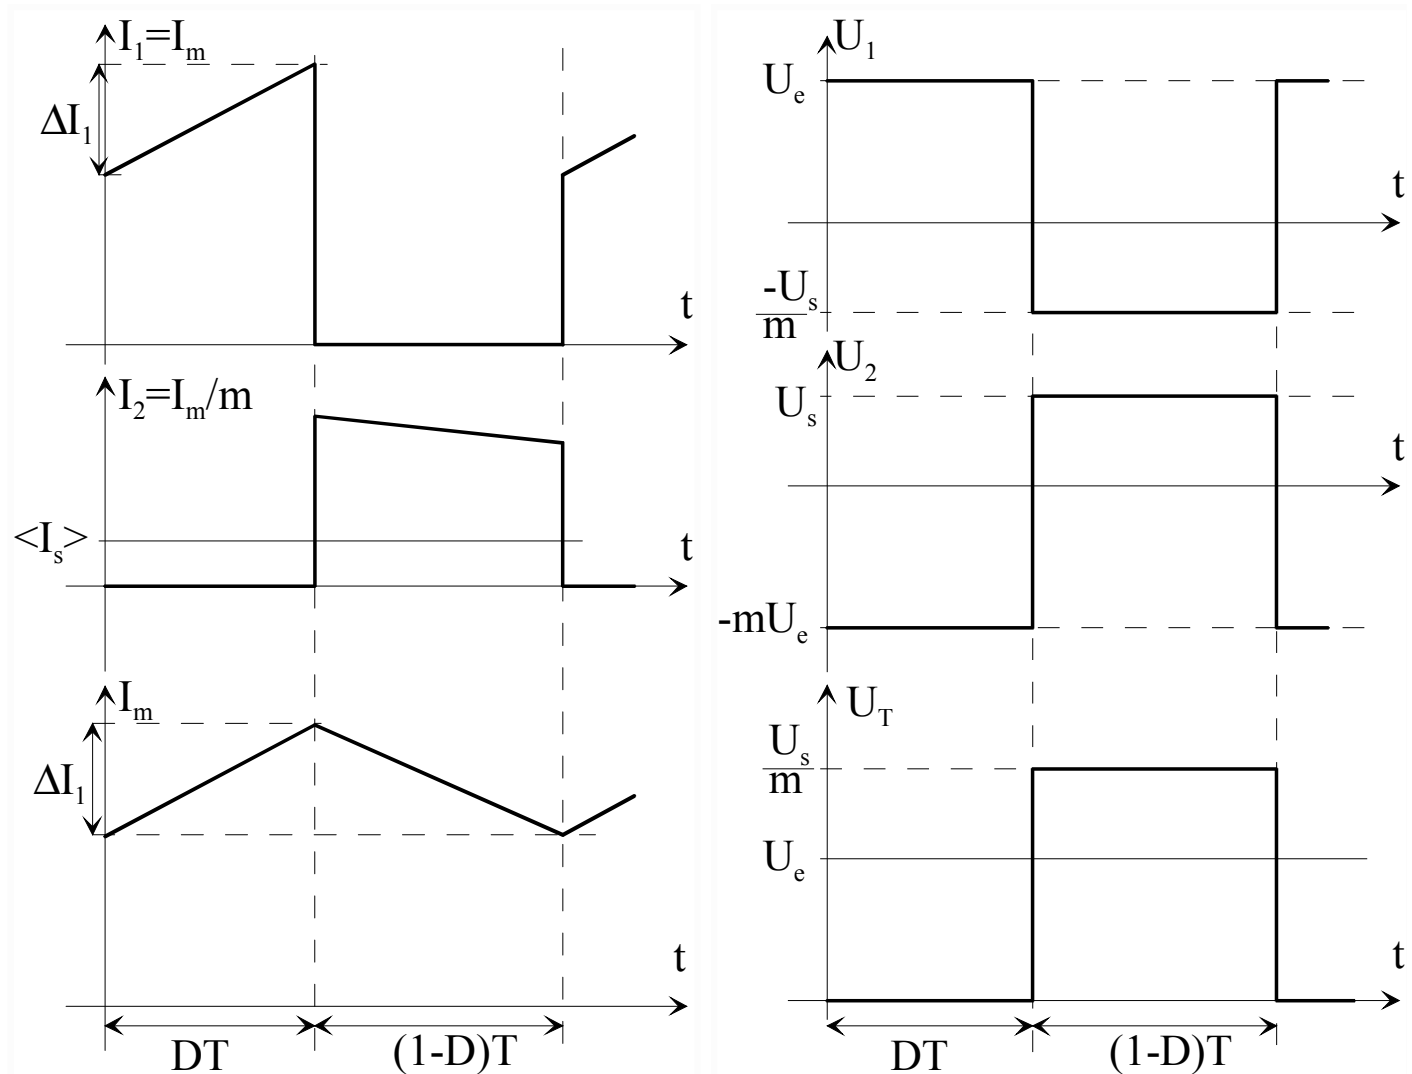 I₁=Iₘ
ΔI₁
t
I₂=Iₘ/m
<Iₛ>
t
Iₘ
ΔI₁
t
DT
(1-D)T
U₁
Uₑ
t
-Uₛ
m
U₂
Uₛ
t
-mUₑ
U_T
Uₛ
m
Uₑ
t
DT
(1-D)T